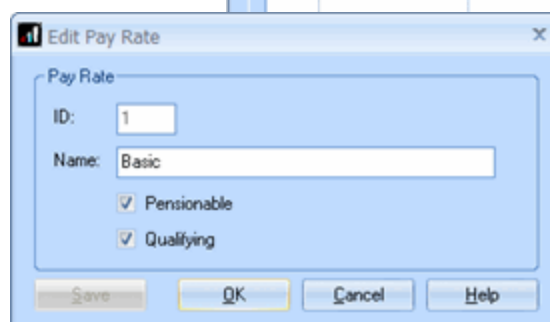 Edit Pay Rate
Pay Rate
ID: 1
Name: Basic
Pensionable
Qualifying
Save OK Cancel Help